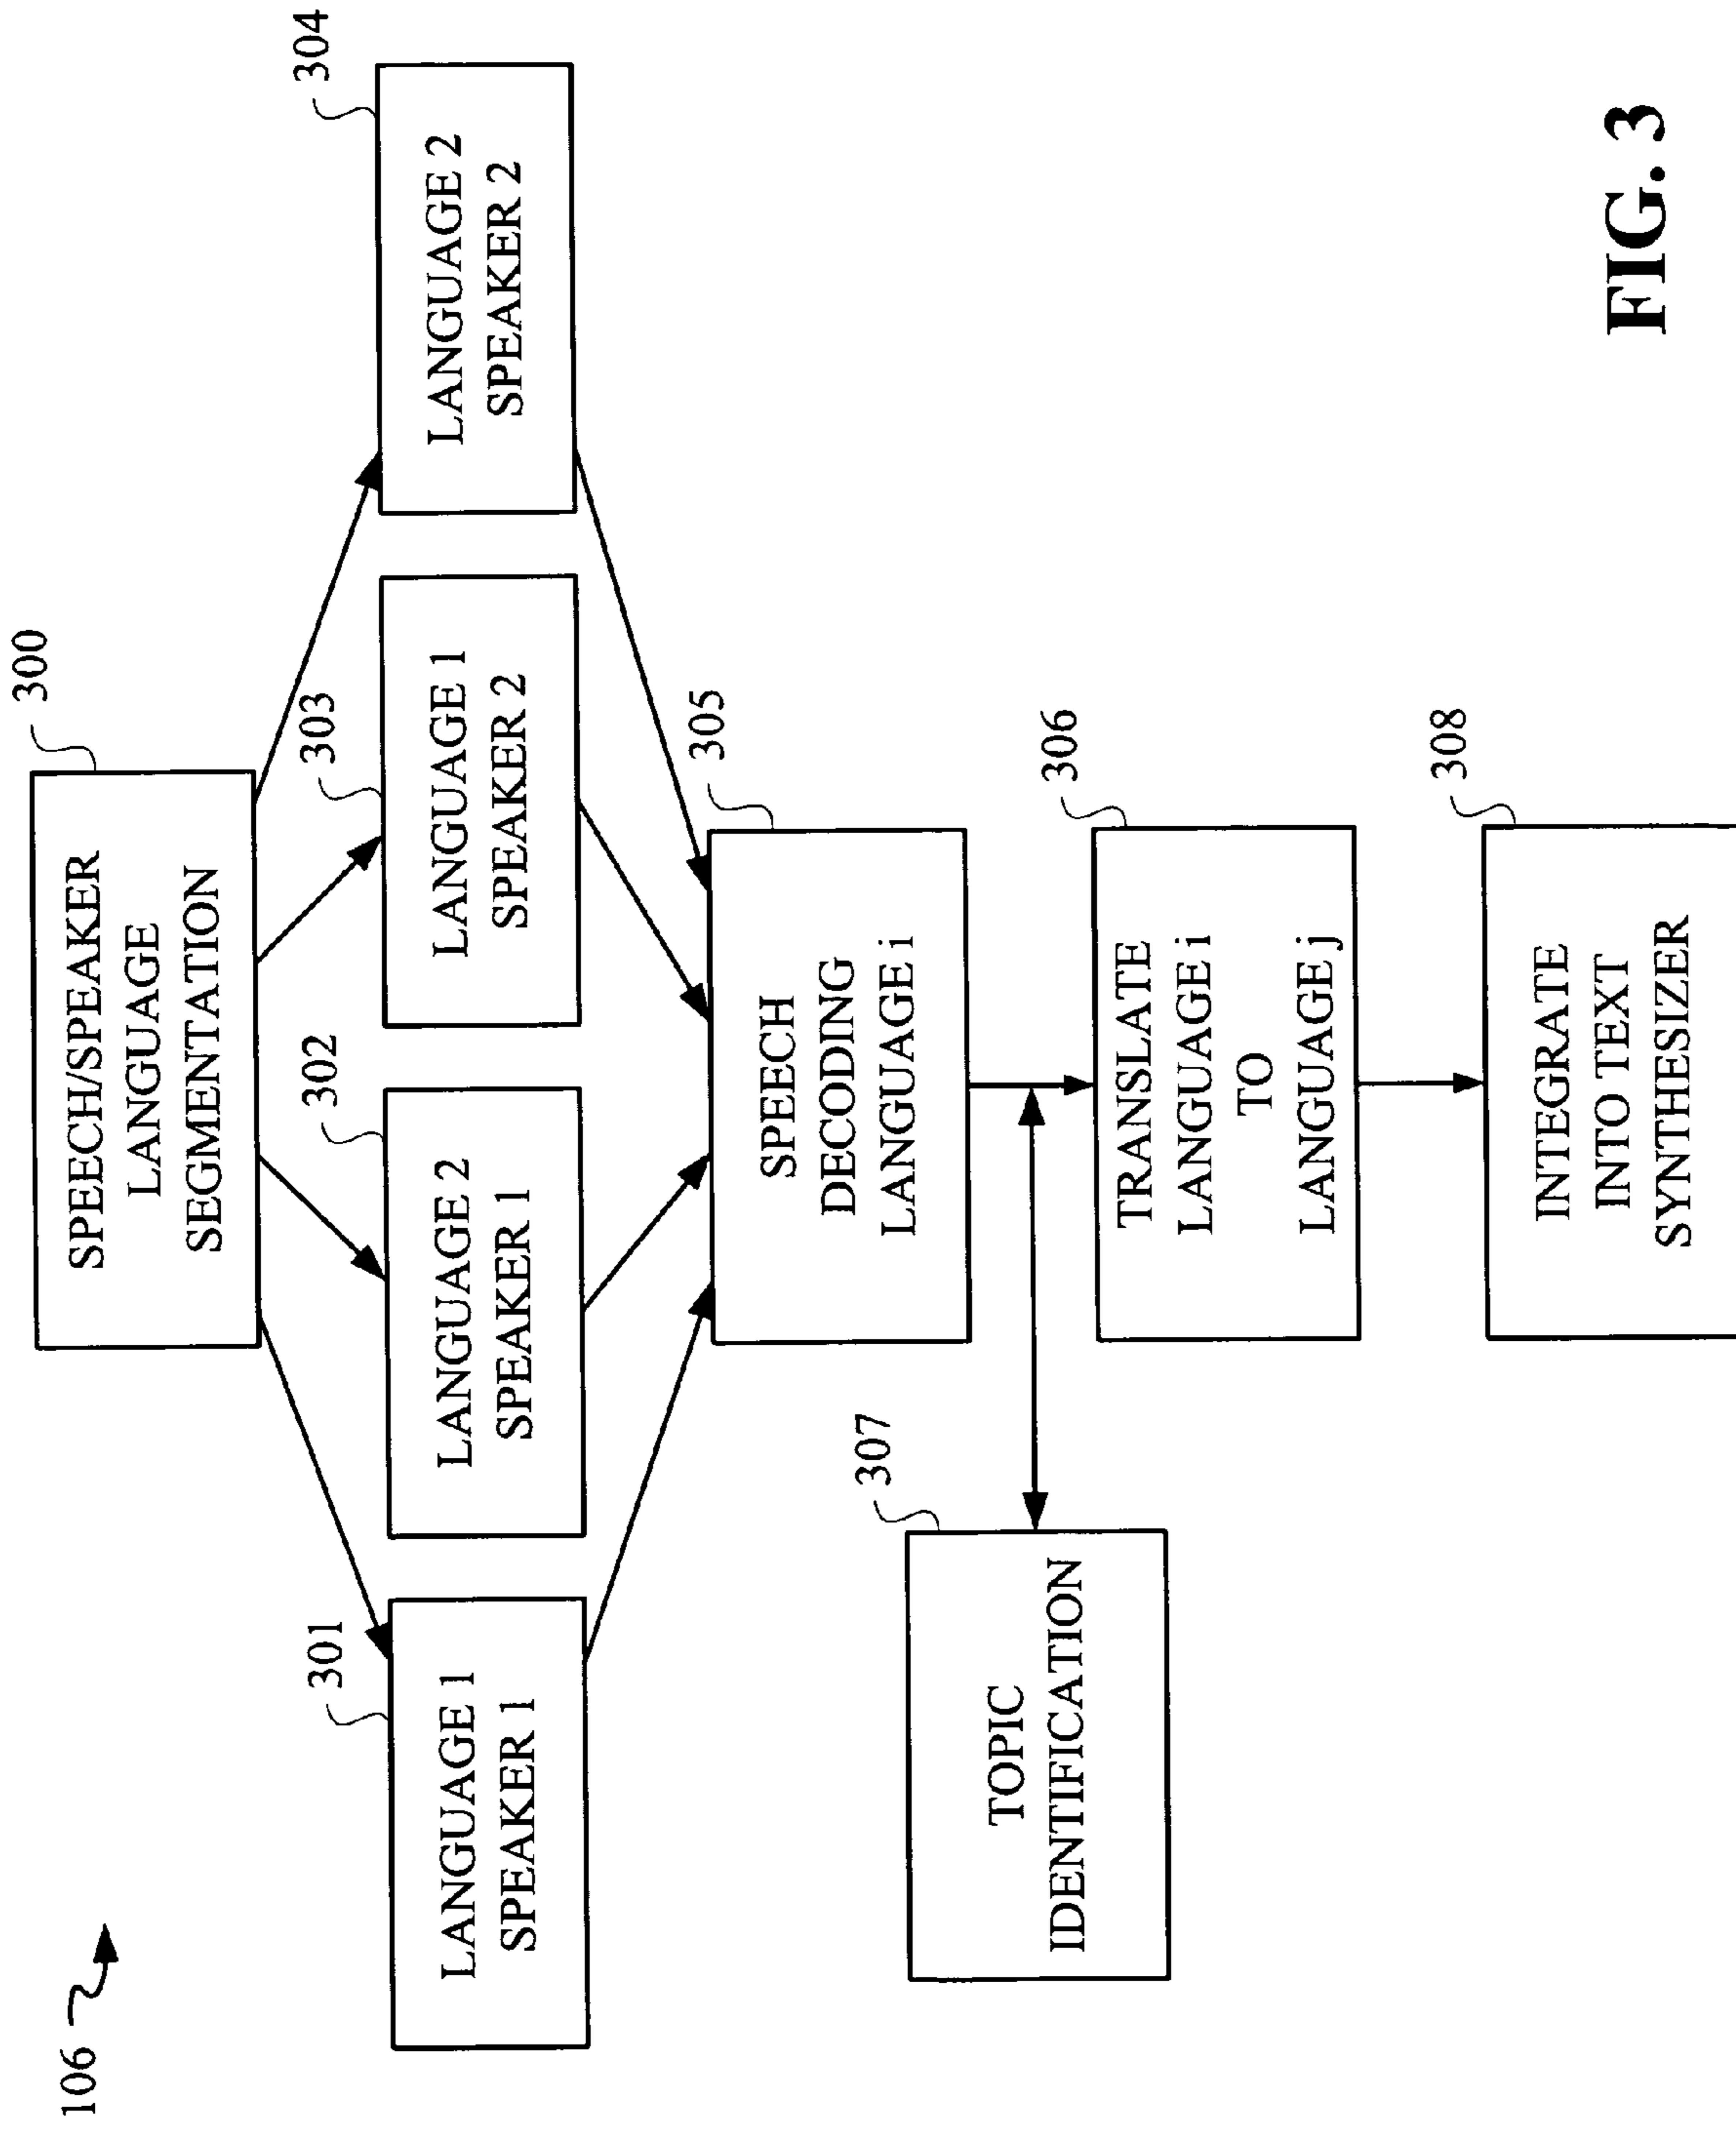 106
300
SPEECH/SPEAKER
LANGUAGE
SEGMENTATION
301
LANGUAGE 1
SPEAKER 1
302
LANGUAGE 2
SPEAKER 1
303
LANGUAGE 1
SPEAKER 2
304
LANGUAGE 2
SPEAKER 2
305
SPEECH
DECODING
LANGUAGE i
307
TOPIC
IDENTIFICATION
306
TRANSLATE
LANGUAGE i
TO
LANGUAGE j
308
INTEGRATE
INTO TEXT
SYNTHESIZER
FIG. 3